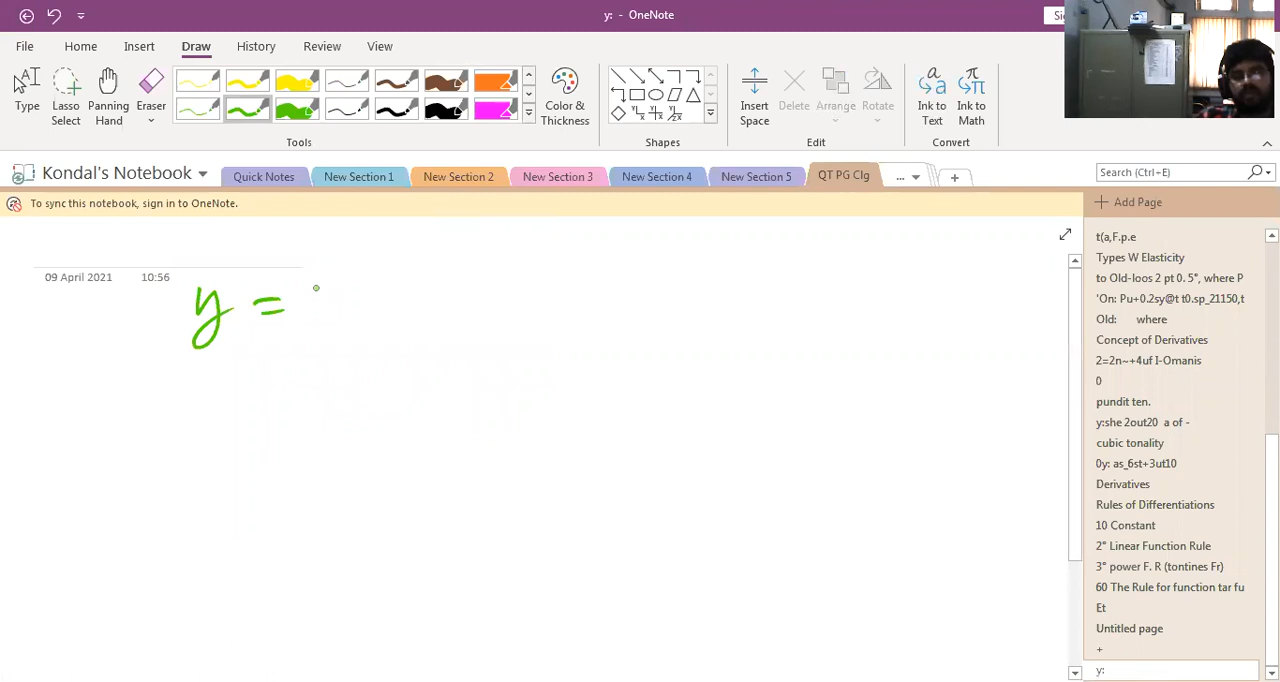 y: - OneNote
File Home Insert Draw History Review View
Type
Lasso Select
Panning Hand
Eraser
Color & Thickness
Insert Space
Delete
Arrange
Rotate
Ink to Text
Ink to Math
Tools
Shapes
Edit
Convert
Kondal's Notebook
Quick Notes
New Section 1
New Section 2
New Section 3
New Section 4
New Section 5
QT PG Clg
...
Search (Ctrl+E)
To sync this notebook, sign in to OneNote.
Add Page
09 April 2021 10:56
y =
t(a,F.p.e
Types W Elasticity
to Old-loos 2 pt 0. 5", where P
'On: Pu+0.2sy@t t0.sp_21150,t
Old: where
Concept of Derivatives
2=2n~+4uf I-Omanis
0
pundit ten.
y:she 2out20 a of -
cubic tonality
0y: as_6st+3ut10
Derivatives
Rules of Differentiations
10 Constant
2° Linear Function Rule
3° power F. R (tontines Fr)
60 The Rule for function tar fu
Et
Untitled page
+
y: